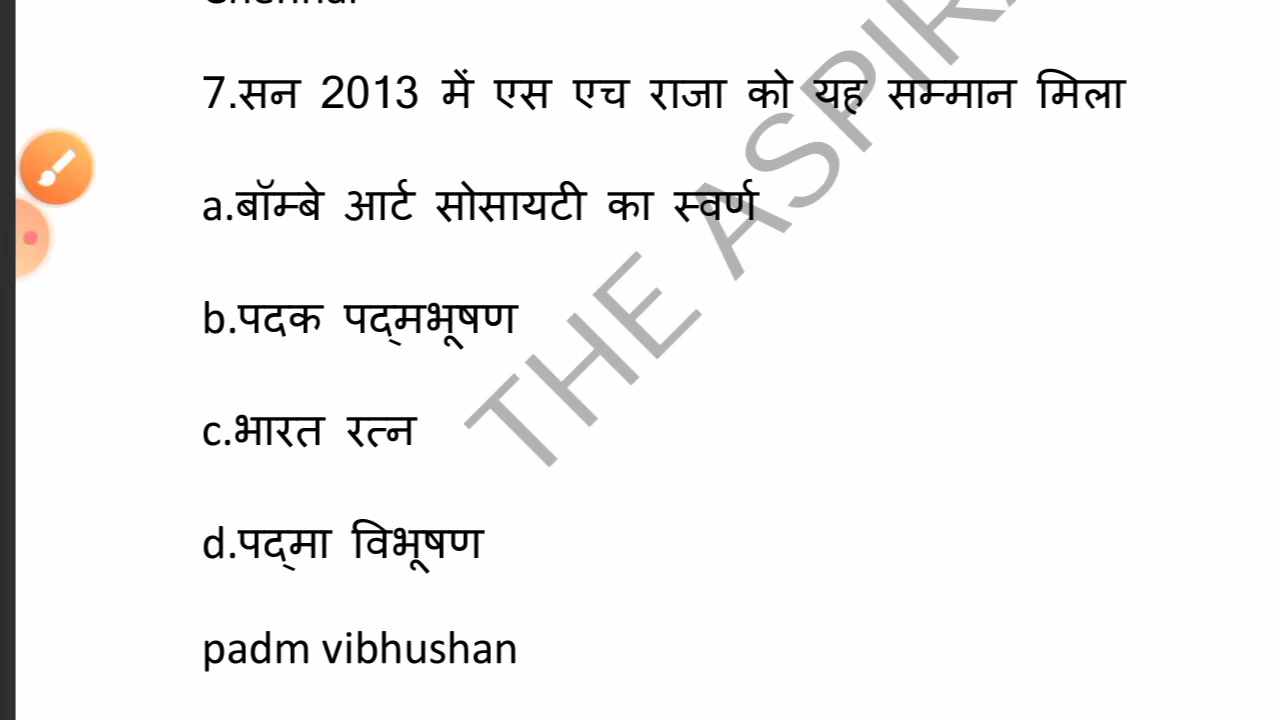 7.सन 2013 में एस एच राजा को यह सम्मान मिला
a.बॉम्बे आर्ट सोसायटी का स्वर्ण
b.पदक पद्मभूषण
c.भारत रत्न
d.पद्मा विभूषण
padm vibhushan
THE ASPIRA